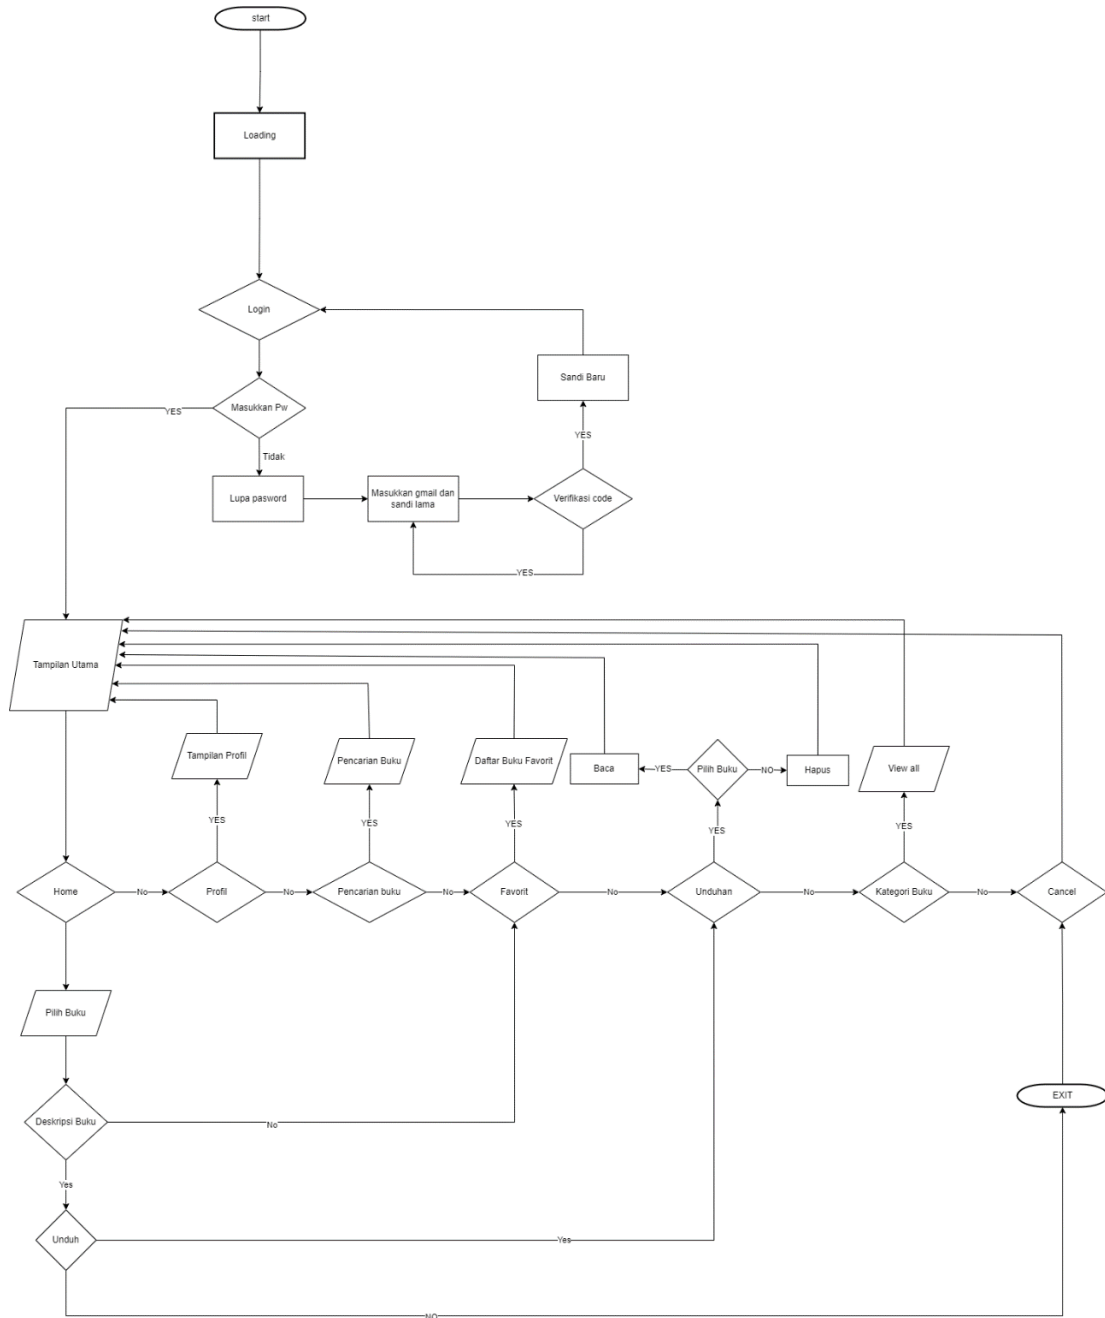 start
Loading
Login
Sandi Baru
Masukkan Pw
YES
YES
Tidak
Lupa pasword
Masukkan gmail dan
sandi lama
Verifikasi code
YES
Tampilan Utama
Tampilan Profil
Pencarian Buku
Daftar Buku Favorit
Baca
YES
Pilih Buku
NO
Hapus
View all
YES
YES
YES
YES
YES
Home
No
Profil
No
Pencarian buku
No
Favorit
No
Unduhan
No
Kategori Buku
No
Cancel
Pilih Buku
EXIT
Deskripsi Buku
No
Yes
Unduh
Yes
NO